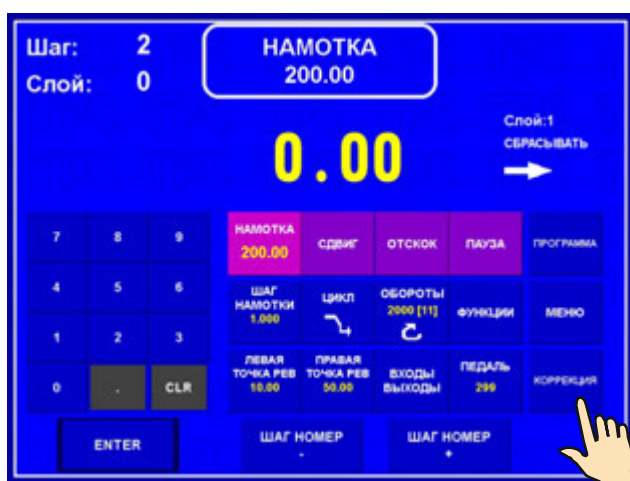 Шаг: 2
Слой: 0
НАМОТКА
200.00
0.00
Слой:1
СБРАСЫВАТЬ
7 8 9
4 5 6
1 2 3
0 . CLR
ENTER
НАМОТКА
200.00
СДВИГ
ОТСКОК
ПАУЗА
ПРОГРАММА
ШАГ
НАМОТКИ
1.000
ЦИКЛ
ОБОРОТЫ
2000 [11]
ФУНКЦИИ
МЕНЮ
ЛЕВАЯ
ТОЧКА РЕВ
10.00
ПРАВАЯ
ТОЧКА РЕВ
50.00
ВХОДЫ
ВЫХОДЫ
ПЕДАЛЬ
299
КОРРЕКЦИЯ
ШАГ НОМЕР
-
ШАГ НОМЕР
+